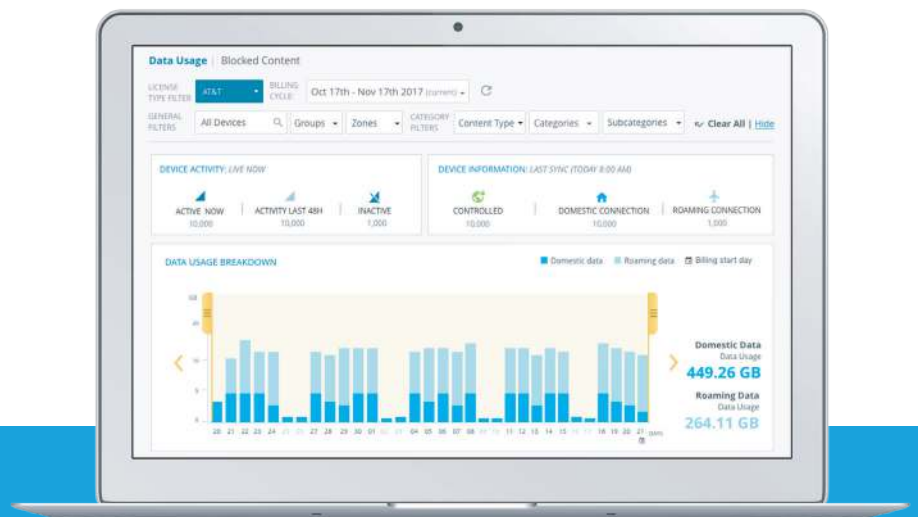 Data Usage | Blocked Content
LICENSE TYPE FILTER AT&T BILLING CYCLE: Oct 17th - Nov 17th 2017 (current)
GENERAL FILTERS All Devices Groups Zones CATEGORY FILTERS Content Type Categories Subcategories Clear All | Hide
DEVICE ACTIVITY: LIVE NOW
ACTIVE NOW ACTIVITY LAST 48H INACTIVE
10,000 10,000 1,000
DEVICE INFORMATION: LAST SYNC (TODAY 8:00 AM)
CONTROLLED DOMESTIC CONNECTION ROAMING CONNECTION
10,000 10,000 1,000
DATA USAGE BREAKDOWN
Domestic data Roaming data Billing start day
GB
20 21 22 23 24 27 28 29 30 01 04 05 06 07 08 11 12 13 14 15 18 19 20 21
Domestic Data
Data Usage
449.26 GB
Roaming Data
Data Usage
264.11 GB